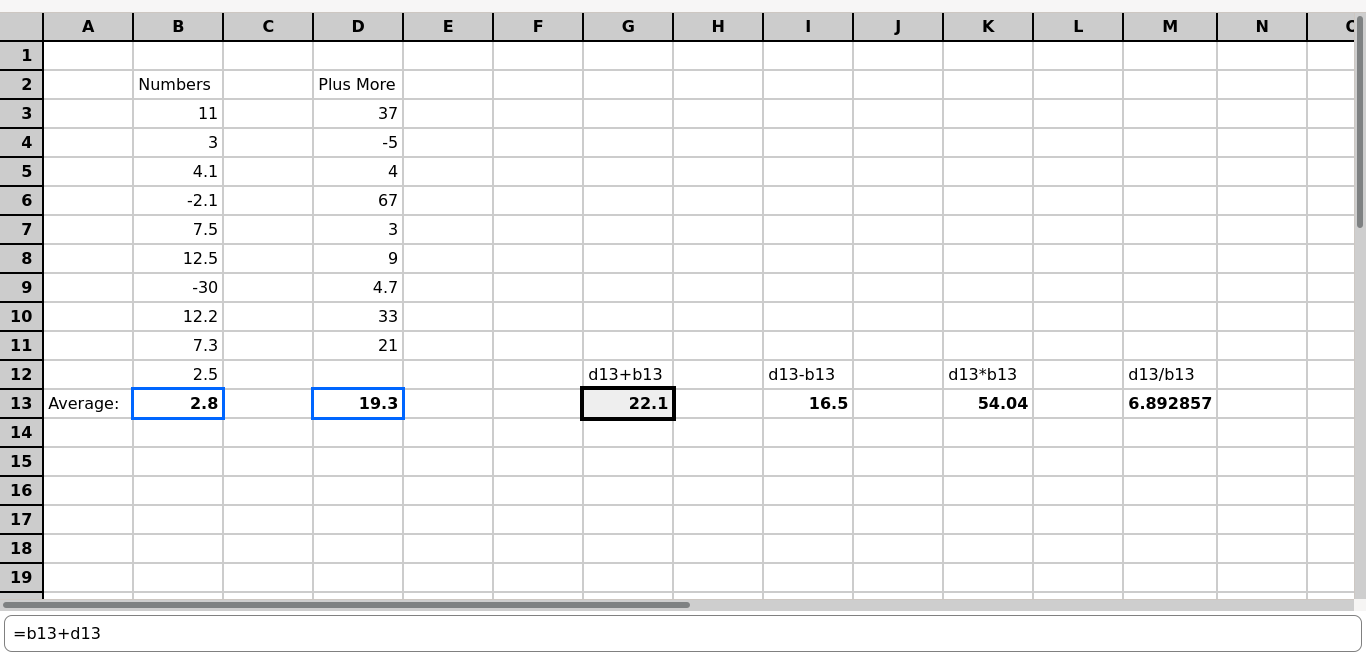 A B C D E F G H I J K L M N
1
2 Numbers Plus More
3 11 37
4 3 -5
5 4.1 4
6 -2.1 67
7 7.5 3
8 12.5 9
9 -30 4.7
10 12.2 33
11 7.3 21
12 2.5 d13+b13 d13-b13 d13*b13 d13/b13
13 Average: 2.8 19.3 22.1 16.5 54.04 6.892857
14
15
16
17
18
19
=b13+d13